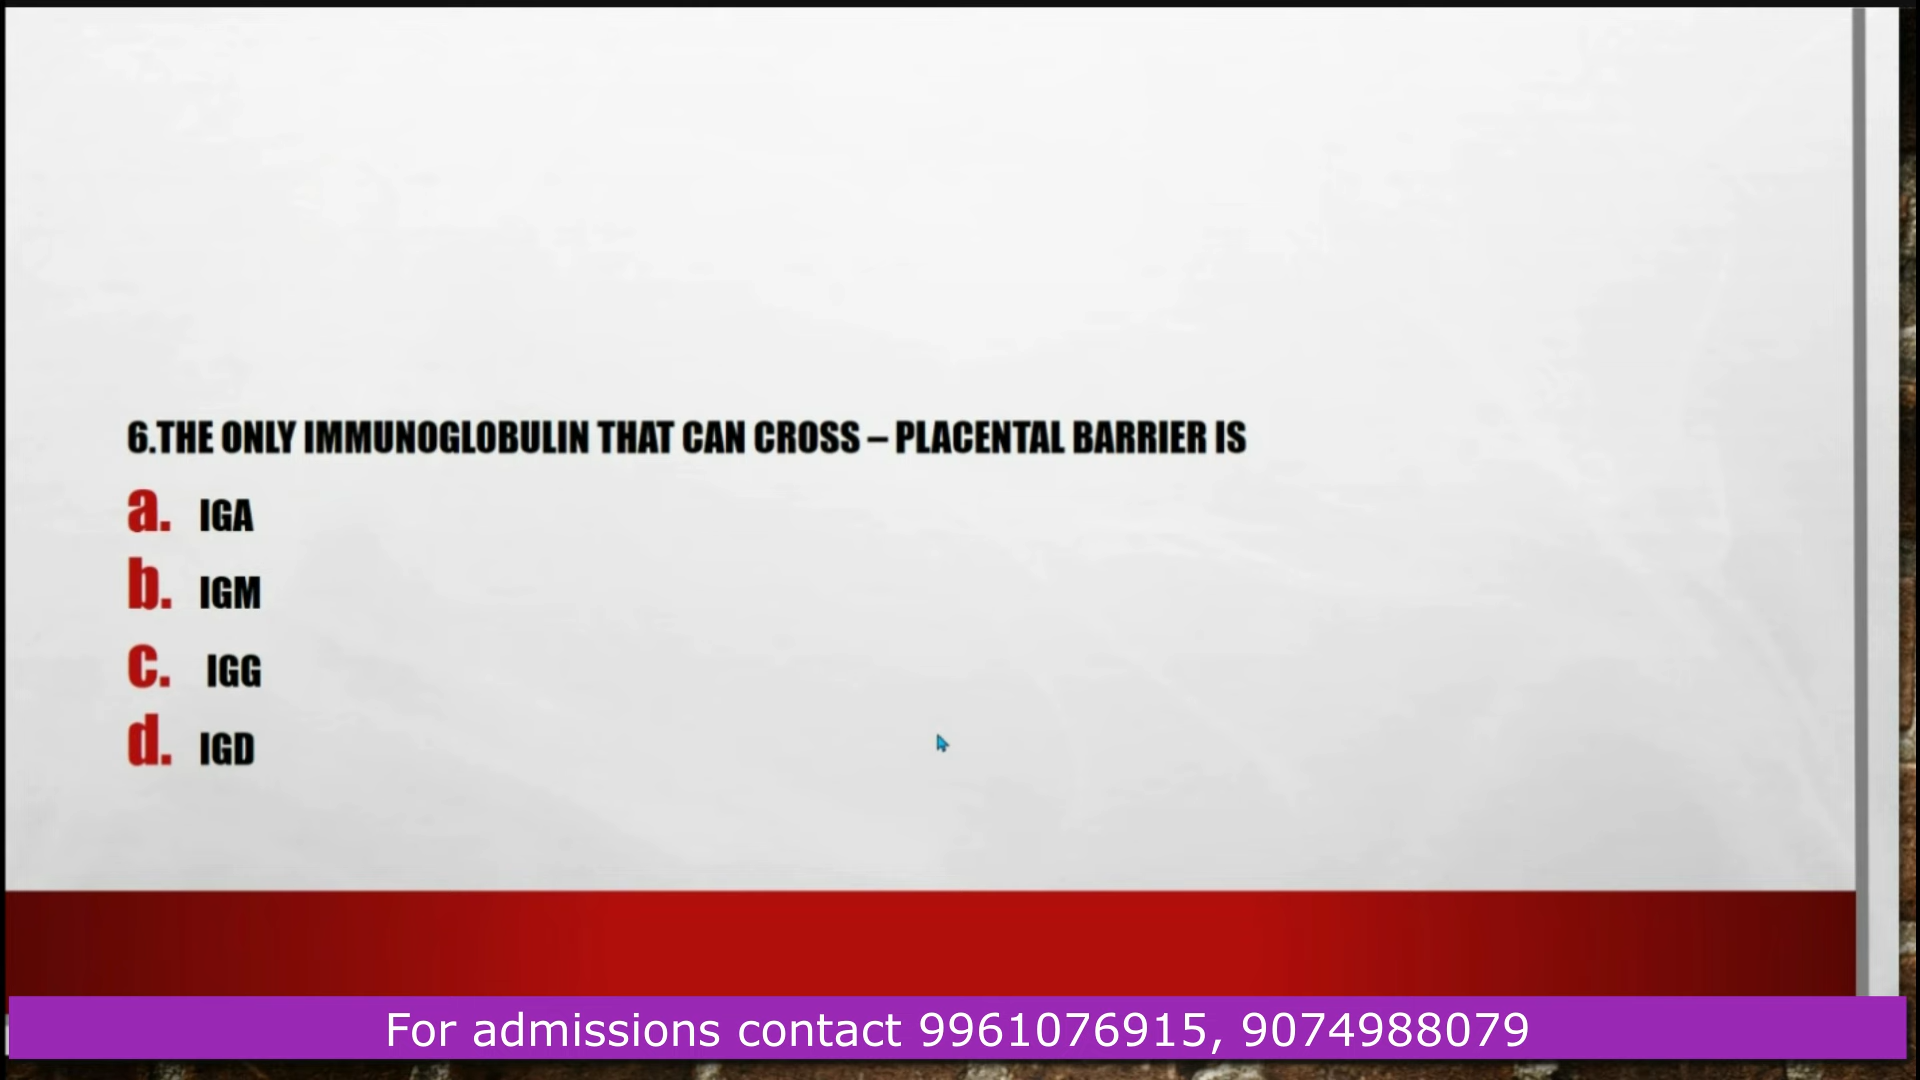 6.THE ONLY IMMUNOGLOBULIN THAT CAN CROSS – PLACENTAL BARRIER IS
a. IGA
b. IGM
c. IGG
d. IGD
For admissions contact 9961076915, 9074988079